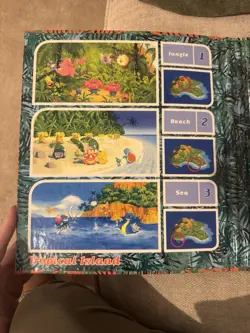 Jungle 1
Beach 2
Sea 3
Tropical Island